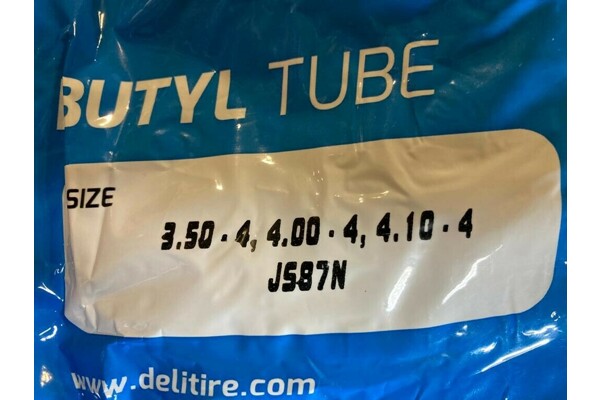 BUTYL TUBE
SIZE
3.50 - 4, 4.00 - 4, 4.10 - 4
JS87N
www.delitire.com